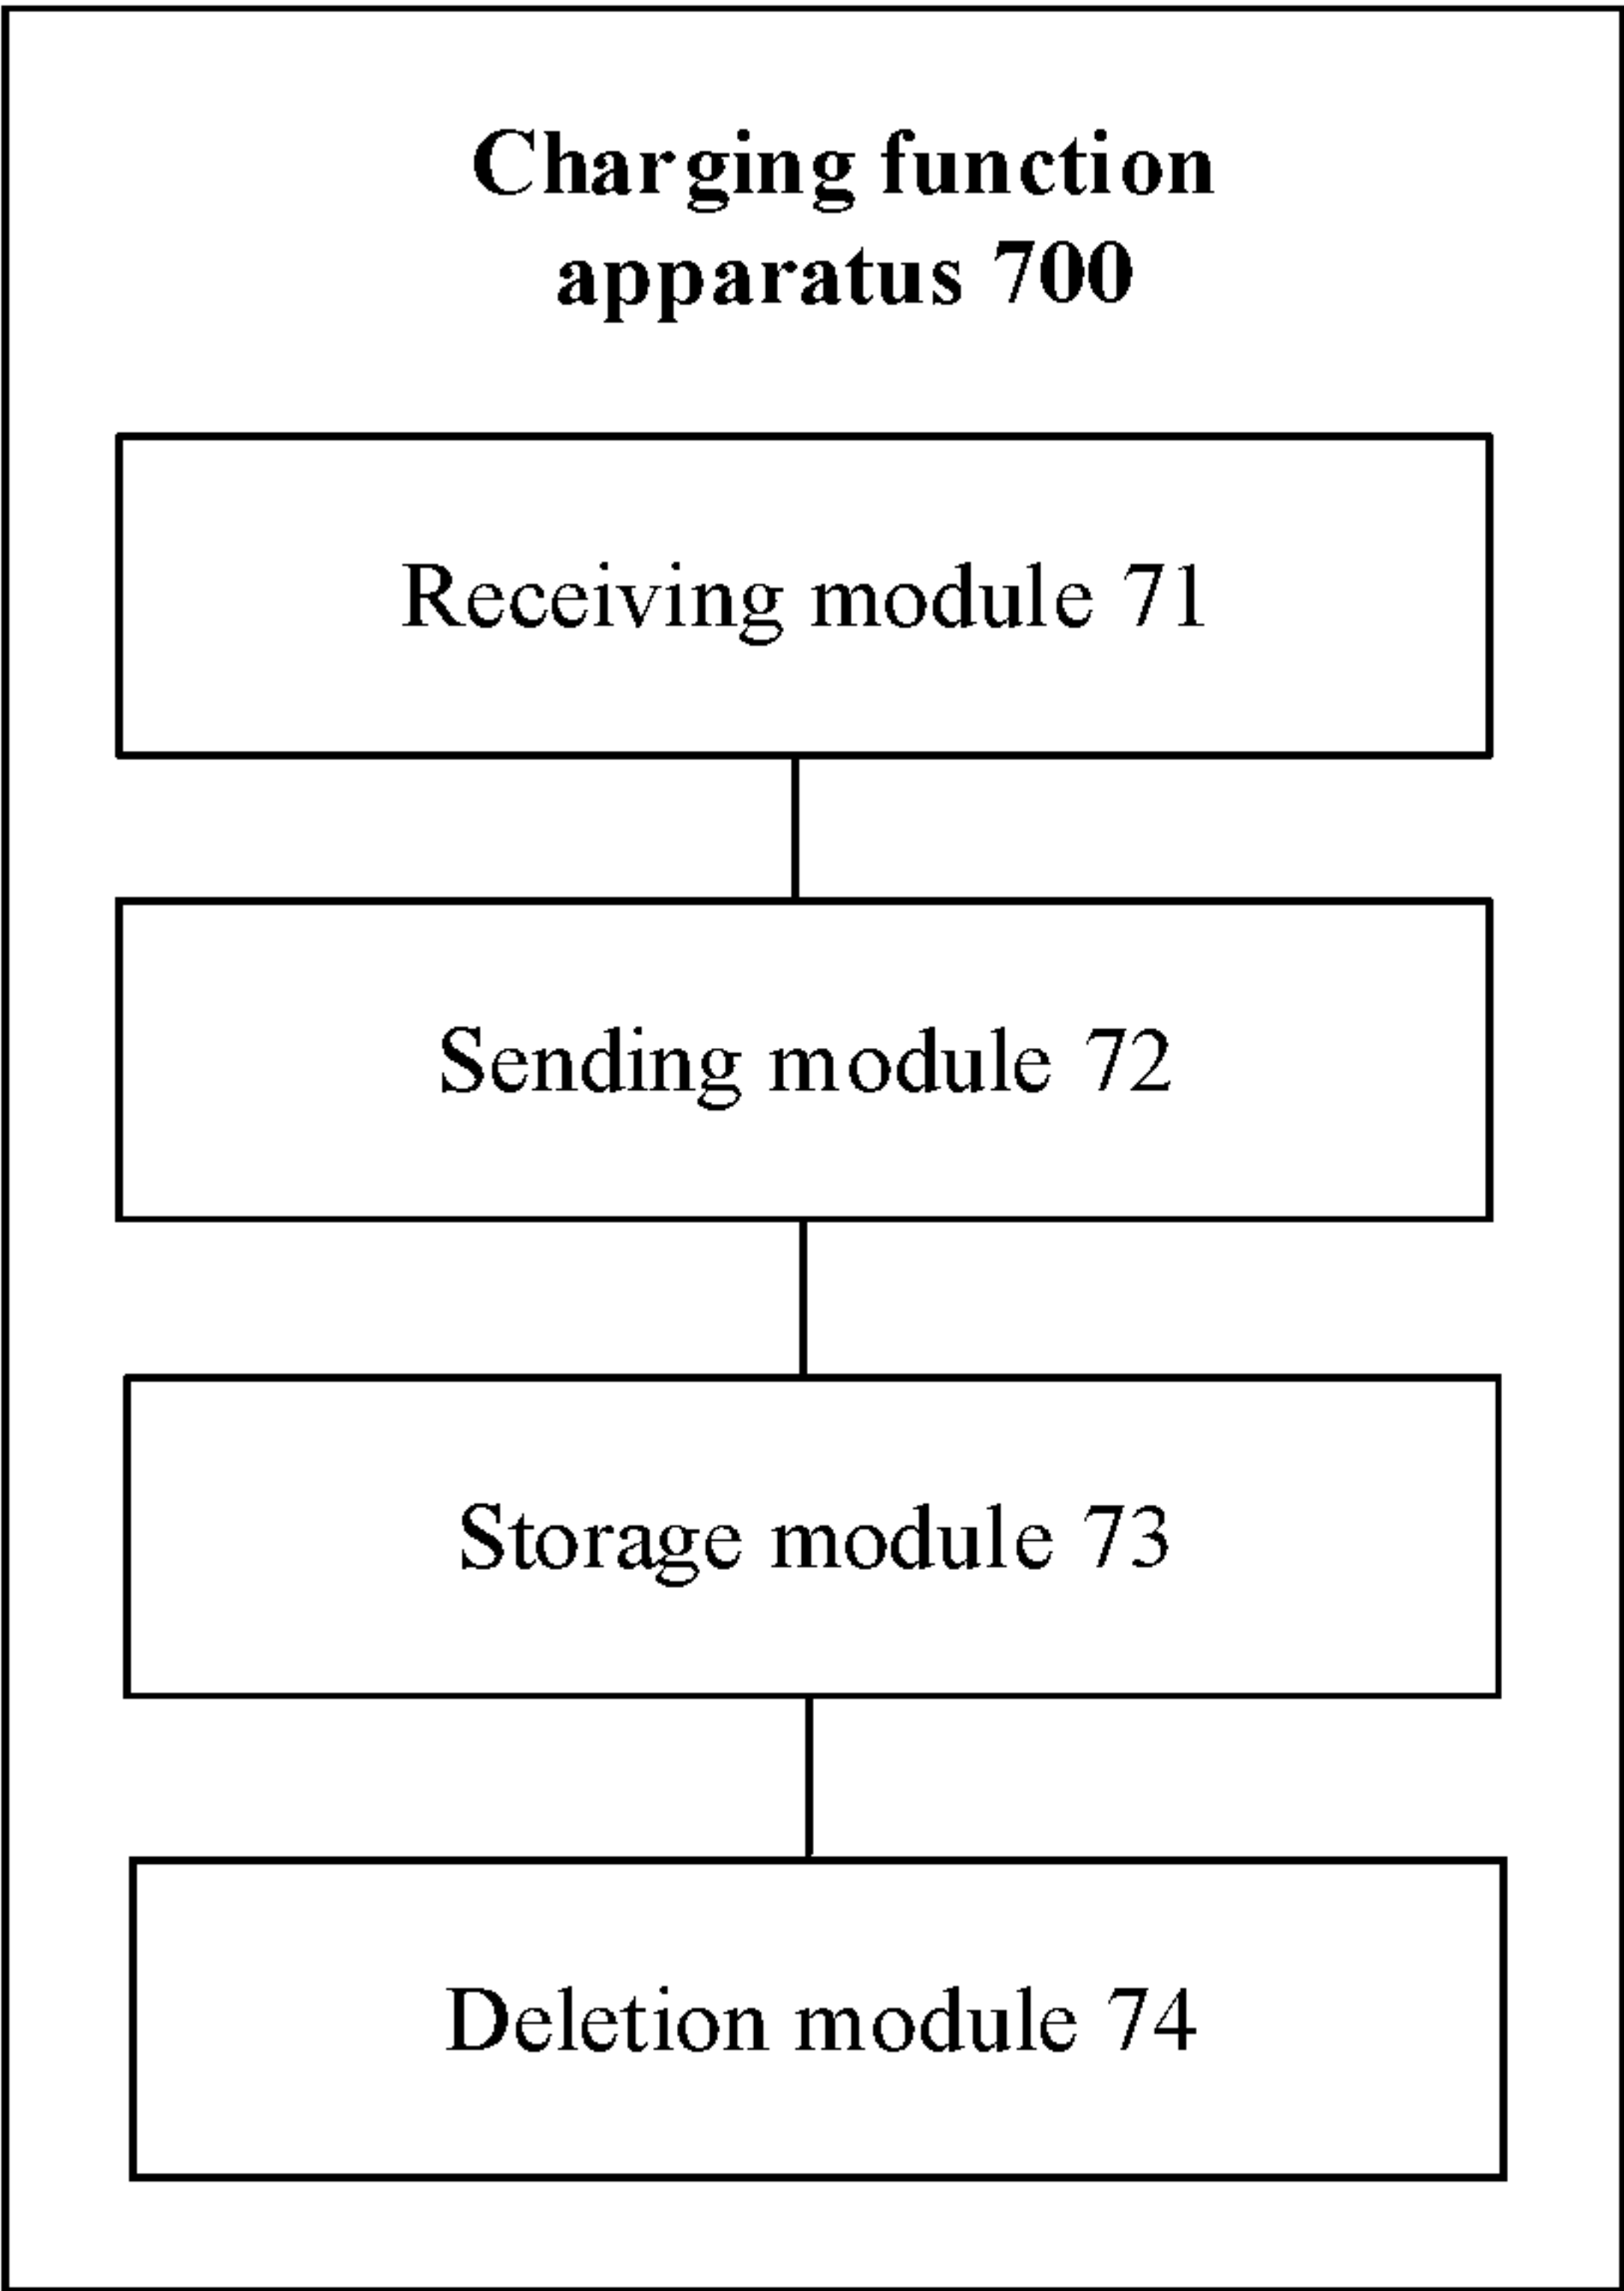 Charging function
apparatus 700
Receiving module 71
Sending module 72
Storage module 73
Deletion module 74